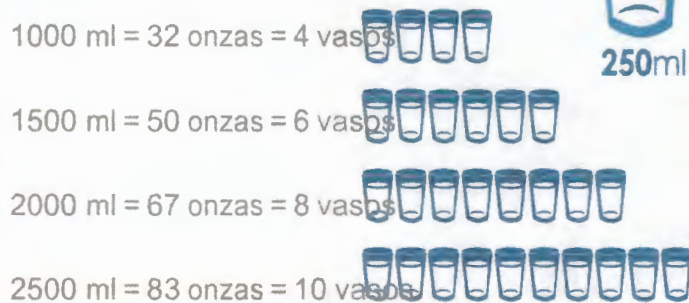 1000 ml = 32 onzas = 4 vasos
250ml
1500 ml = 50 onzas = 6 vasos
2000 ml = 67 onzas = 8 vasos
2500 ml = 83 onzas = 10 vasos